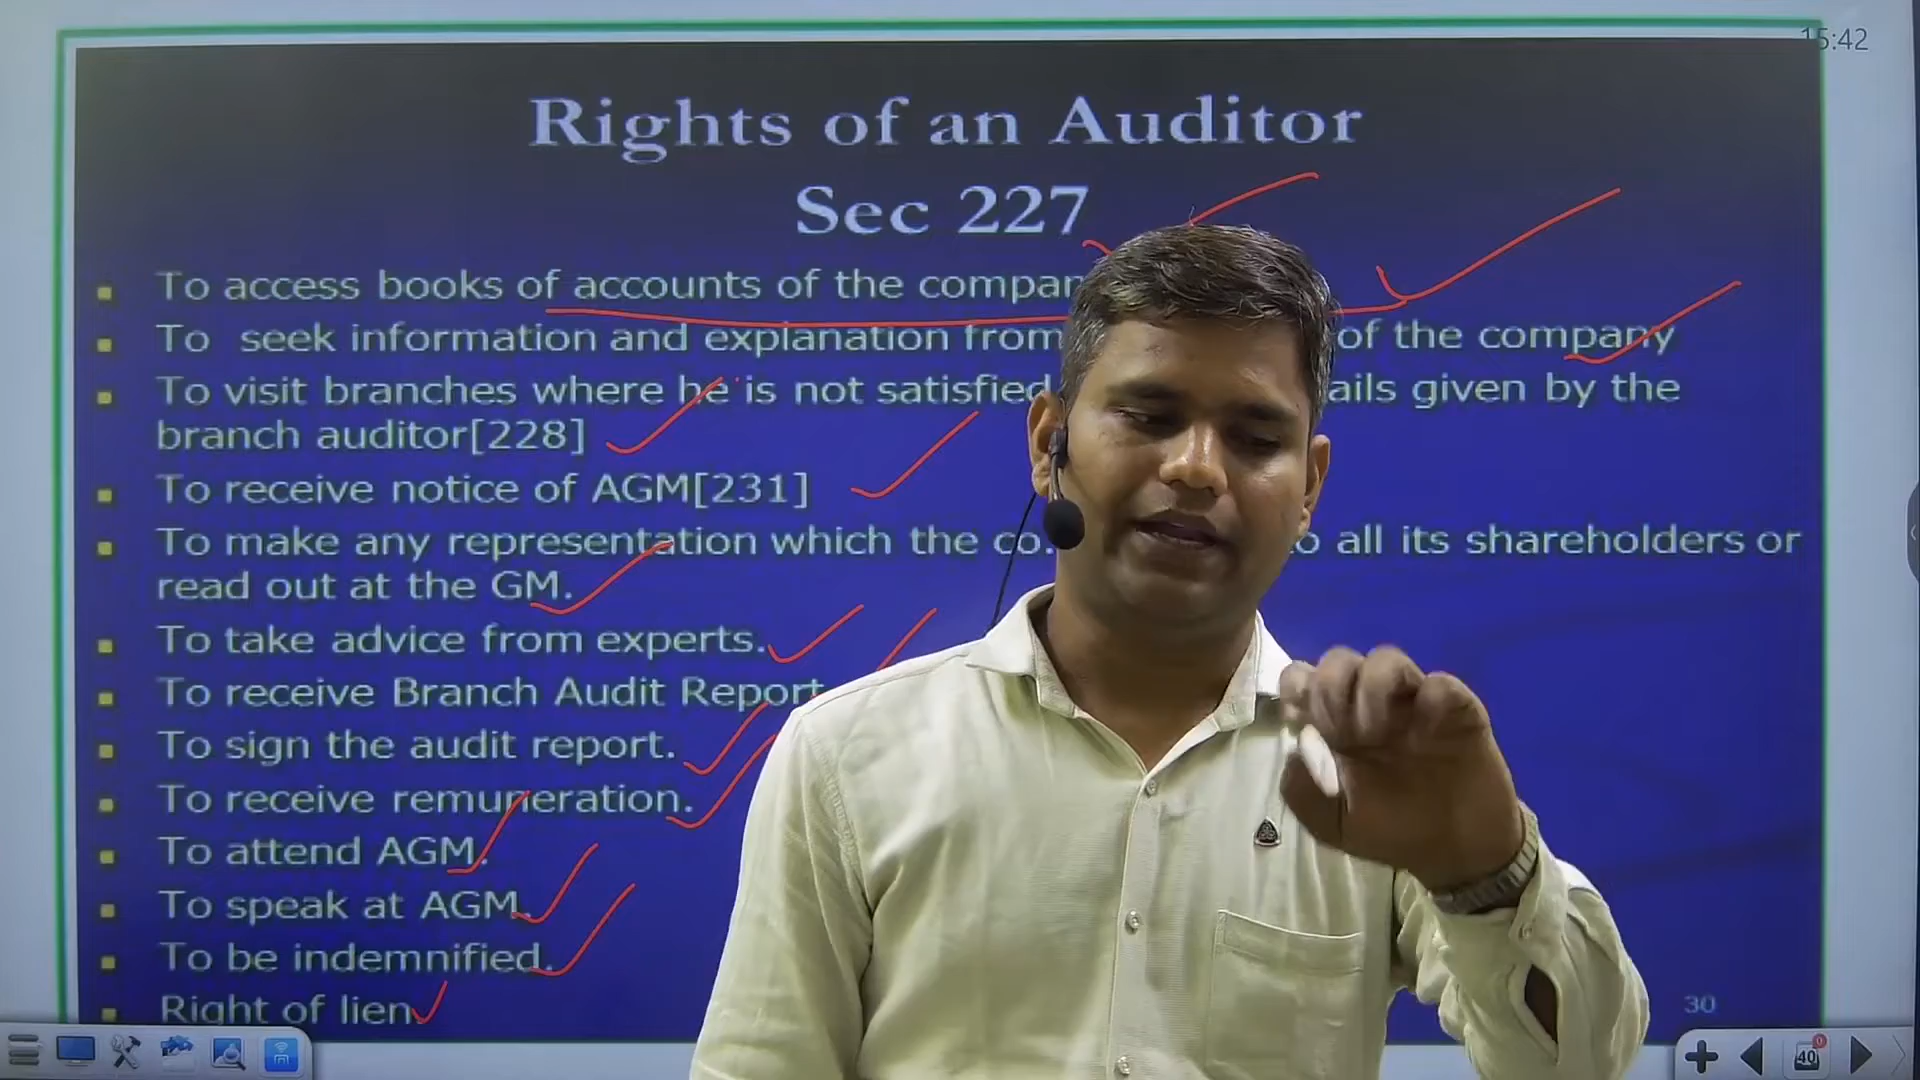 15:42
Rights of an Auditor
Sec 227
To access books of accounts of the
To seek information and explanation from of the company
To visit branches where he is not satisfied given by the
branch auditor[228]
To receive notice of AGM[231]
To make any representation which the co. all its shareholders or
read out at the GM.
To take advice from experts.
To receive Branch Audit Report
To sign the audit report.
To receive remuneration.
To attend AGM.
To speak at AGM.
To be indemnified.
Right of lien.
30
40
0